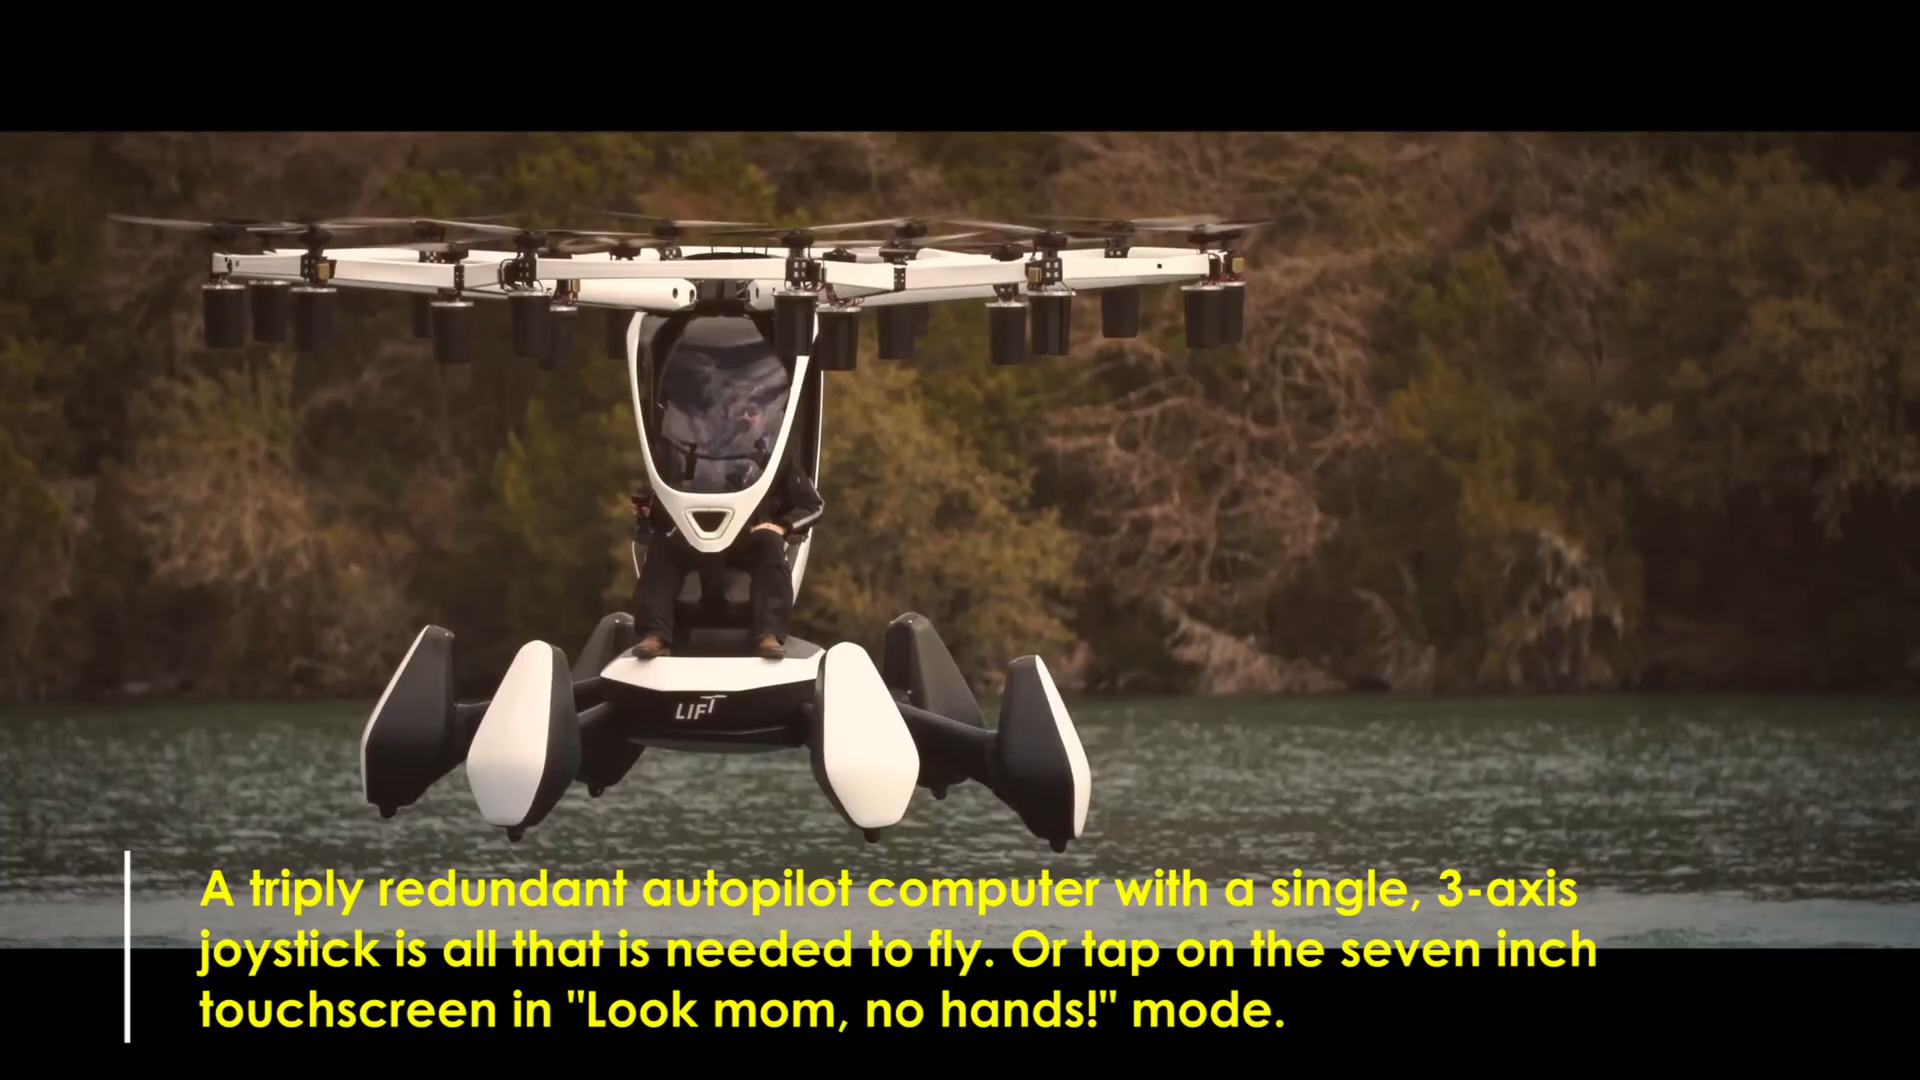 LIFT
A triply redundant autopilot computer with a single, 3-axis
joystick is all that is needed to fly. Or tap on the seven inch
touchscreen in "Look mom, no hands!" mode.